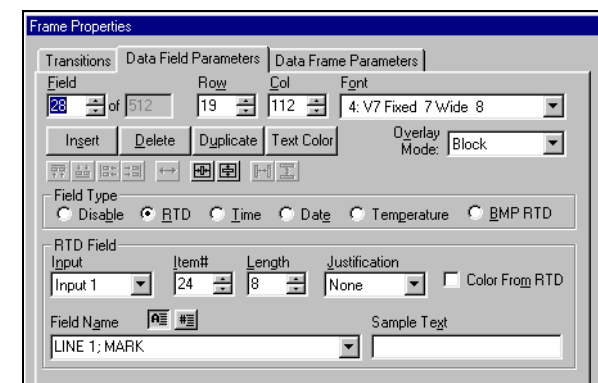 Frame Properties
Transitions Data Field Parameters Data Frame Parameters
Field Row Col Font
28 of 512 19 112 4: V7 Fixed 7 Wide 8
Insert Delete Duplicate Text Color Overlay Mode: Block
Field Type
Disable RTD Time Date Temperature BMP RTD
RTD Field
Input Item# Length Justification
Input 1 24 8 None Color From RTD
Field Name Sample Text
LINE 1; MARK